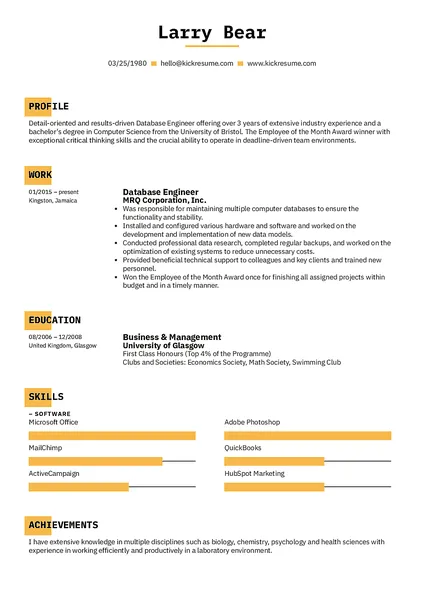 Larry Bear
03/25/1980 hello@kickresume.com www.kickresume.com
PROFILE
Detail-oriented and results-driven Database Engineer offering over 3 years of extensive industry experience and a
bachelor's degree in Computer Science from the University of Bristol. The Employee of the Month Award winner with
exceptional critical thinking skills and the crucial ability to operate in deadline-driven team environments.
WORK
01/2015 – present
Kingston, Jamaica
Database Engineer
MRQ Corporation, Inc.
• Was responsible for maintaining multiple computer databases to ensure the
functionality and stability.
• Installed and configured various hardware and software and worked on the
development and implementation of new data models.
• Conducted professional data research, completed regular backups, and worked on the
optimization of existing systems to reduce unnecessary costs.
• Provided beneficial technical support to colleagues and key clients and trained new
personnel.
• Won the Employee of the Month Award once for finishing all assigned projects within
budget and in a timely manner.
EDUCATION
08/2006 – 12/2008
United Kingdom, Glasgow
Business & Management
University of Glasgow
First Class Honours (Top 4% of the Programme)
Clubs and Societies: Economics Society, Math Society, Swimming Club
SKILLS
– SOFTWARE
Microsoft Office
Adobe Photoshop
MailChimp
QuickBooks
ActiveCampaign
HubSpot Marketing
ACHIEVEMENTS
I have extensive knowledge in multiple disciplines such as biology, chemistry, psychology and health sciences with
experience in working efficiently and productively in a laboratory environment.